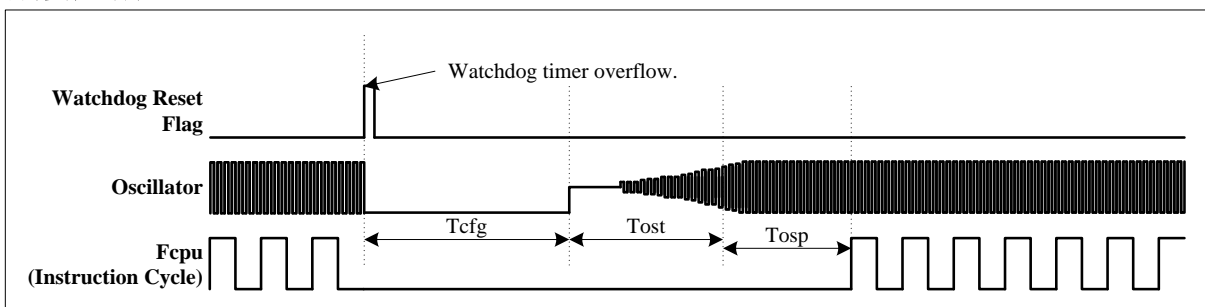 Watchdog timer overflow.
Watchdog Reset
Flag
Oscillator
Tcfg
Tost
Tosp
Fcpu
(Instruction Cycle)